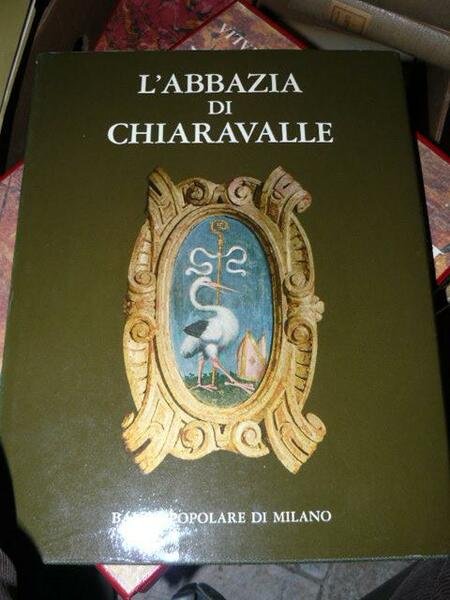 L'ABBAZIA
DI
CHIARAVALLE
POPOLARE DI MILANO